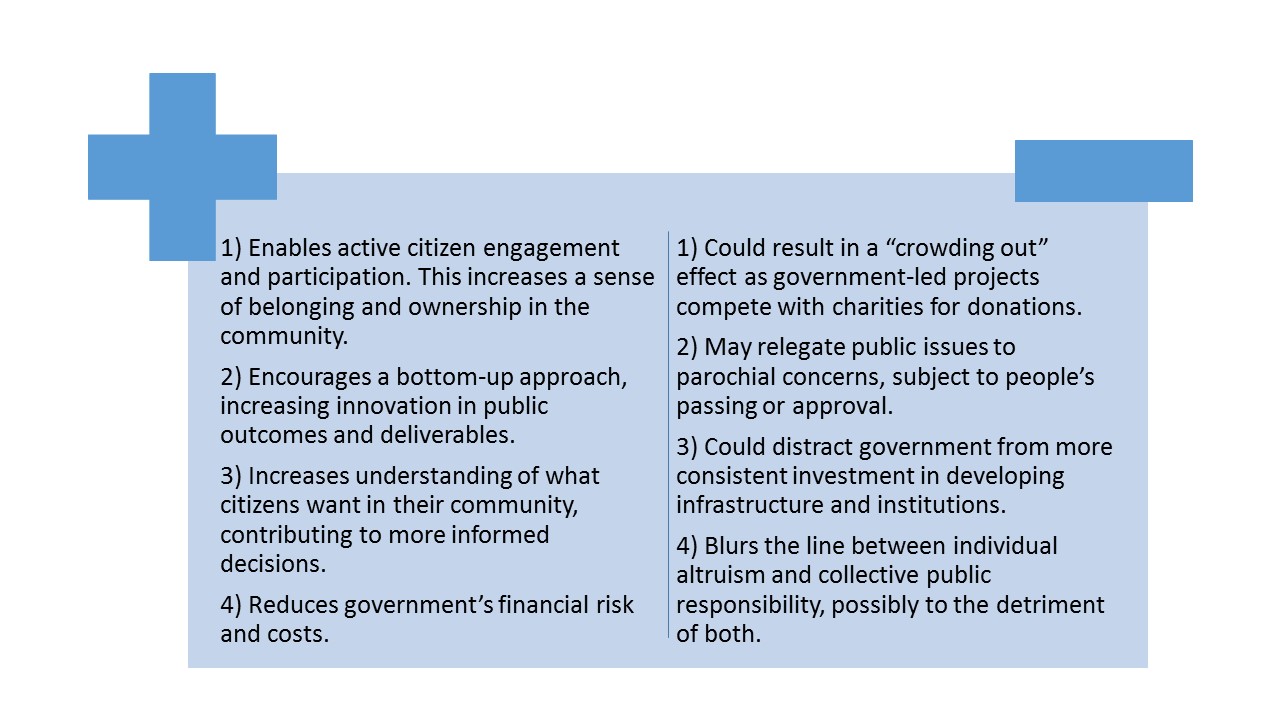 1) Enables active citizen engagement
and participation. This increases a sense
of belonging and ownership in the
community.
2) Encourages a bottom-up approach,
increasing innovation in public
outcomes and deliverables.
3) Increases understanding of what
citizens want in their community,
contributing to more informed
decisions.
4) Reduces government’s financial risk
and costs.
1) Could result in a “crowding out”
effect as government-led projects
compete with charities for donations.
2) May relegate public issues to
parochial concerns, subject to people’s
passing or approval.
3) Could distract government from more
consistent investment in developing
infrastructure and institutions.
4) Blurs the line between individual
altruism and collective public
responsibility, possibly to the detriment
of both.